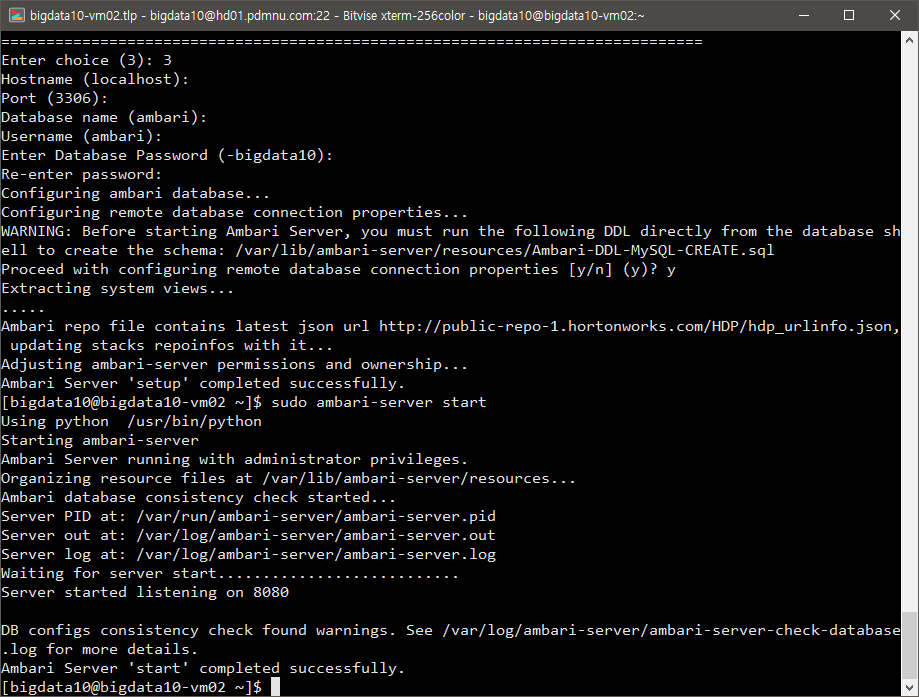 bigdata10-vm02.tlp - bigdata10@hd01.pdmnu.com:22 - Bitvise xterm-256color - bigdata10@bigdata10-vm02:~
==============================================================================
Enter choice (3): 3
Hostname (localhost):
Port (3306):
Database name (ambari):
Username (ambari):
Enter Database Password (-bigdata10):
Re-enter password:
Configuring ambari database...
Configuring remote database connection properties...
WARNING: Before starting Ambari Server, you must run the following DDL directly from the database sh
ell to create the schema: /var/lib/ambari-server/resources/Ambari-DDL-MySQL-CREATE.sql
Proceed with configuring remote database connection properties [y/n] (y)? y
Extracting system views...
.....
Ambari repo file contains latest json url http://public-repo-1.hortonworks.com/HDP/hdp_urlinfo.json,
 updating stacks repoinfos with it...
Adjusting ambari-server permissions and ownership...
Ambari Server 'setup' completed successfully.
[bigdata10@bigdata10-vm02 ~]$ sudo ambari-server start
Using python  /usr/bin/python
Starting ambari-server
Ambari Server running with administrator privileges.
Organizing resource files at /var/lib/ambari-server/resources...
Ambari database consistency check started...
Server PID at: /var/run/ambari-server/ambari-server.pid
Server out at: /var/log/ambari-server/ambari-server.out
Server log at: /var/log/ambari-server/ambari-server.log
Waiting for server start...........................
Server started listening on 8080

DB configs consistency check found warnings. See /var/log/ambari-server/ambari-server-check-database
.log for more details.
Ambari Server 'start' completed successfully.
[bigdata10@bigdata10-vm02 ~]$